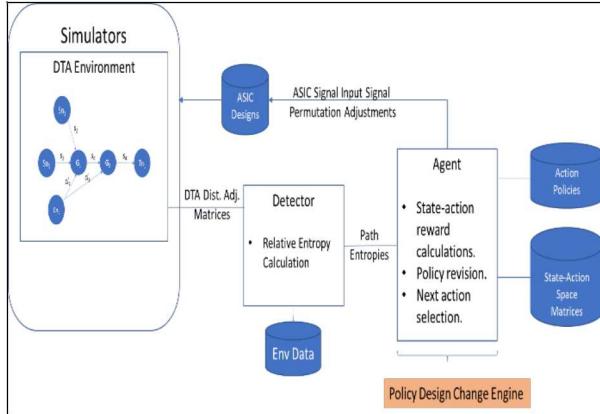 Simulators
DTA Environment
ASIC
Designs
ASIC Signal Input Signal
Permutation Adjustments
DTA Dist. Adj.
Matrices
Detector
• Relative Entropy
Calculation
Env Data
Path
Entropies
Agent
• State-action
reward
calculations.
• Policy revision.
• Next action
selection.
Action
Policies
State-Action
Space
Matrices
Policy Design Change Engine